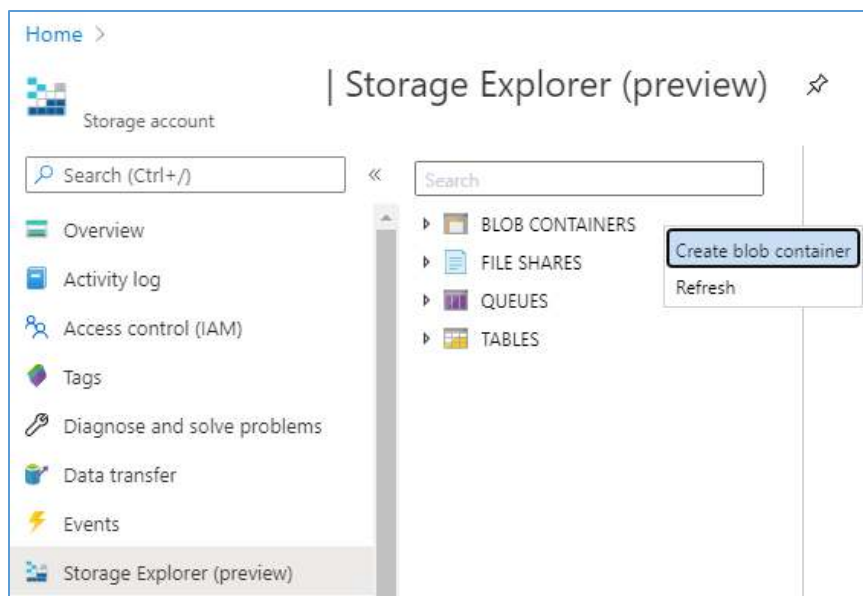 Home >
| Storage Explorer (preview)
Storage account
Search (Ctrl+/)
«
Overview
Activity log
Access control (IAM)
Tags
Diagnose and solve problems
Data transfer
Events
Storage Explorer (preview)
Search
BLOB CONTAINERS
FILE SHARES
QUEUES
TABLES
Create blob container
Refresh